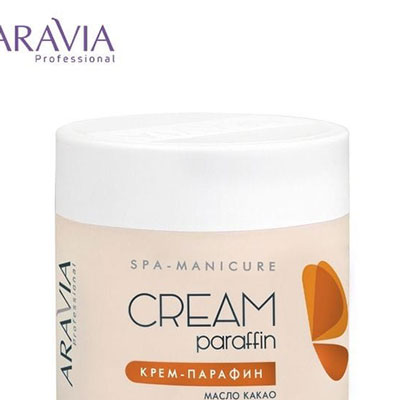 ARAVIA
Professional
SPA-MANICURE
CREAM
paraffin
КРЕМ-ПАРАФИН
МАСЛО КАКАО
ARAVIA
Professional